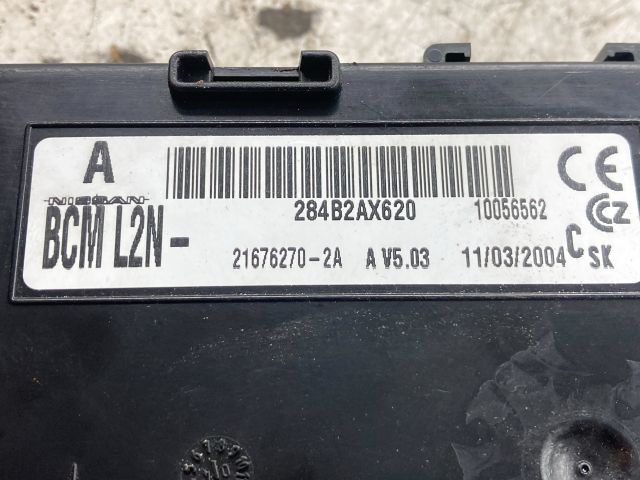 A
NISSAN
BCM L2N-
284B2AX620 10056562
21676270-2A A V5.03 11/03/2004 C SK
CE
CZ